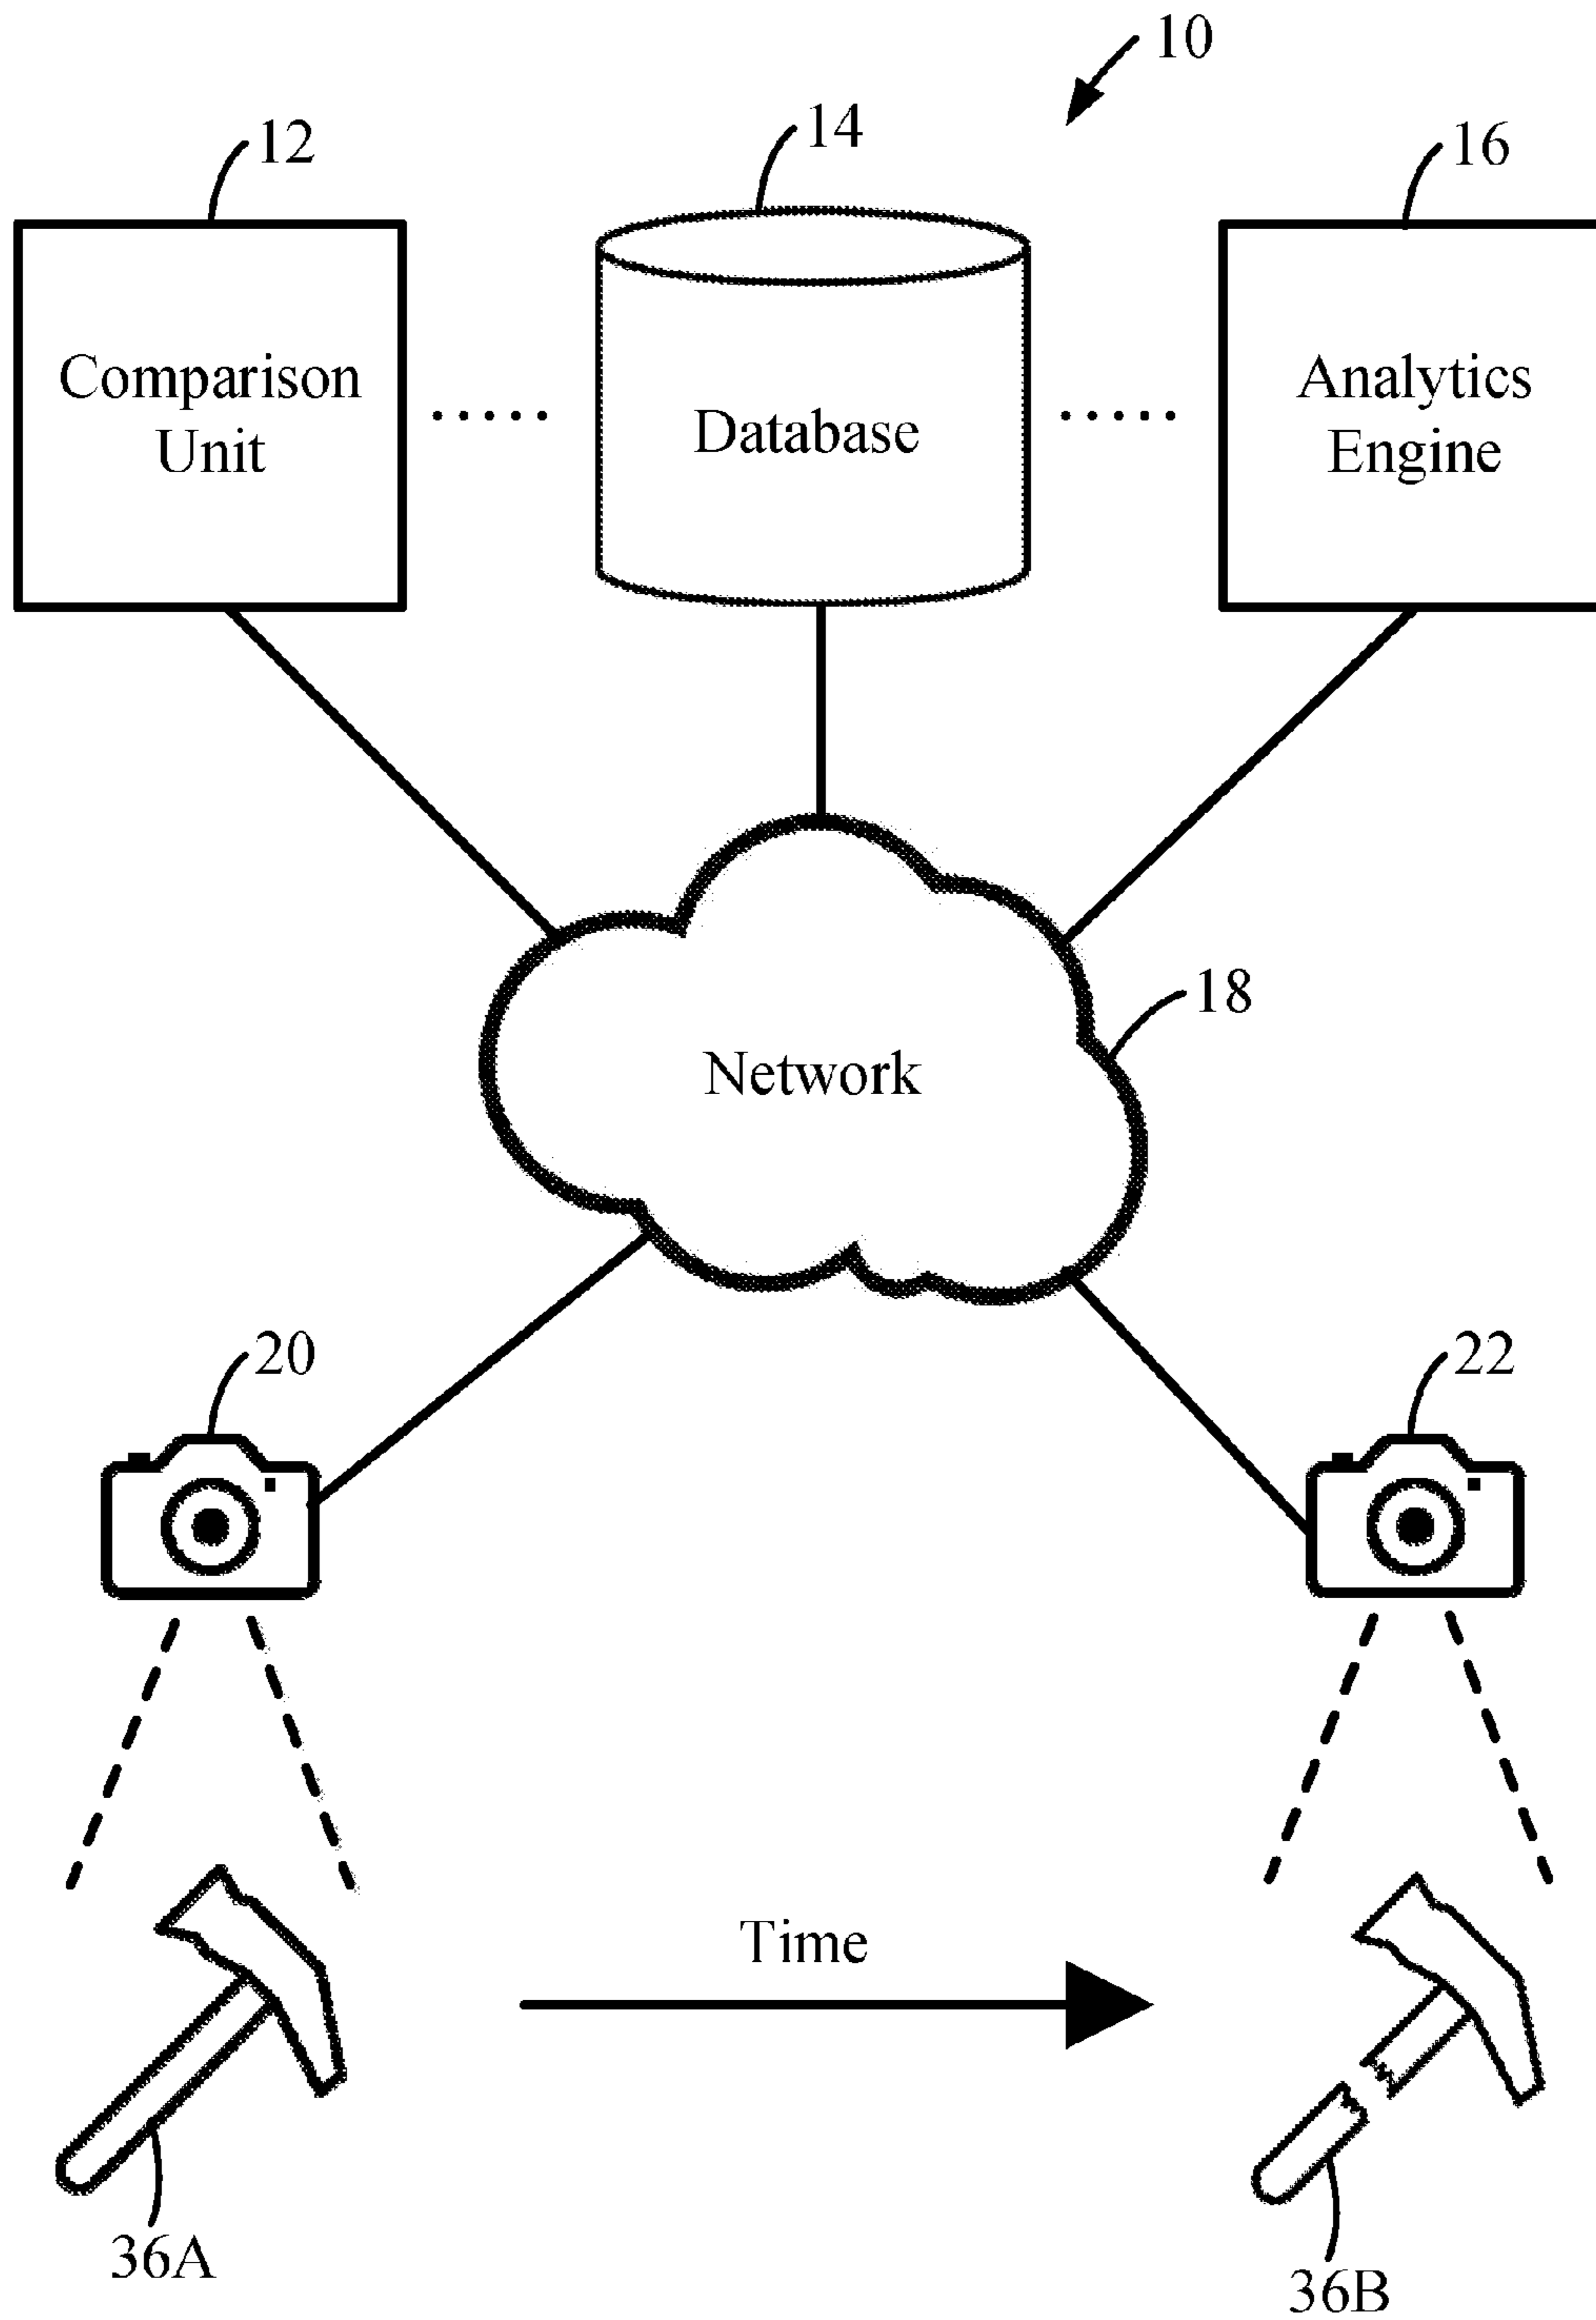 10
12
14
16
Comparison
Unit
Database
Analytics
Engine
Network
18
20
22
Time
36A
36B